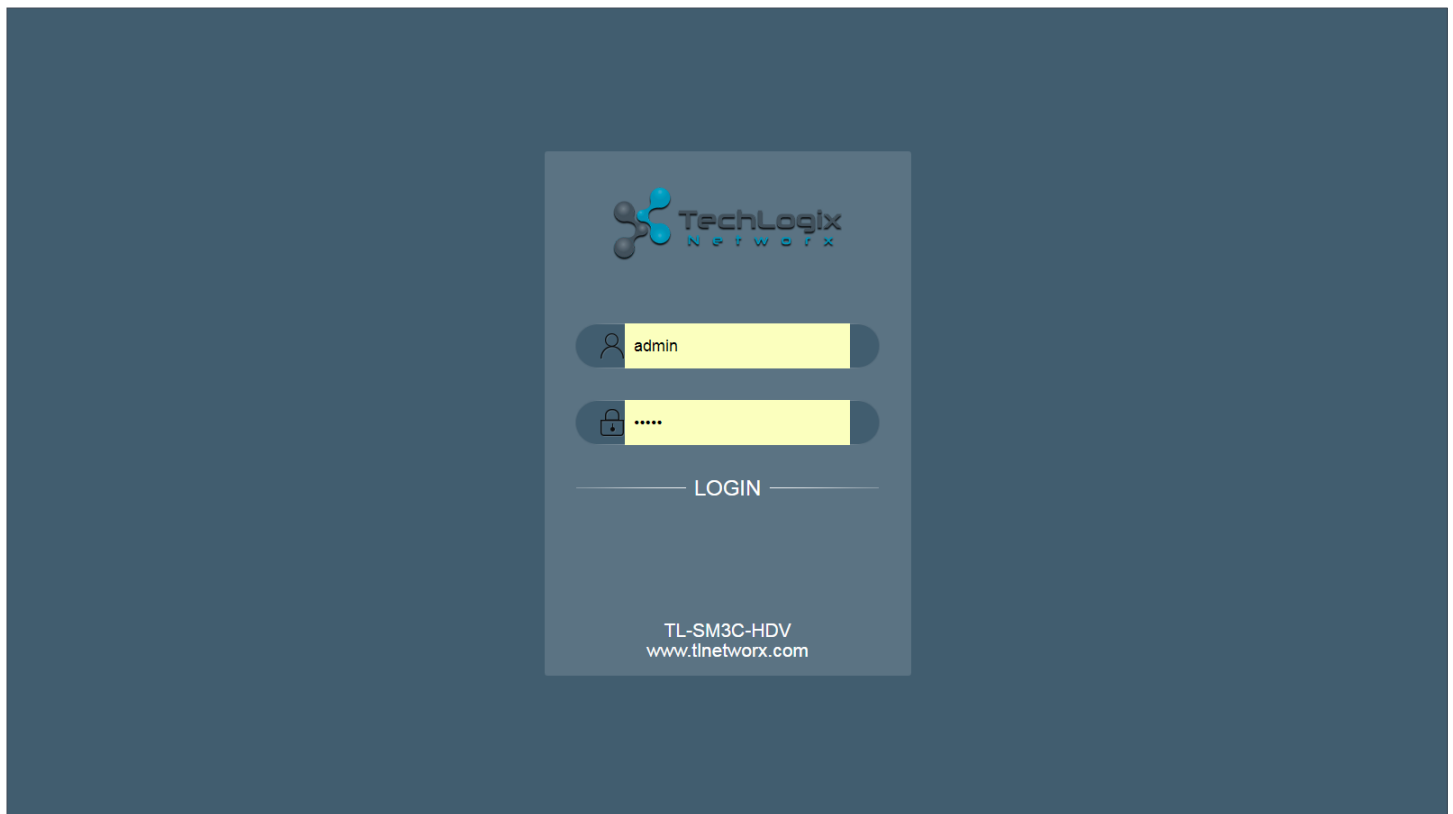 TechLogix
Networx
admin
•••••
LOGIN
TL-SM3C-HDV
www.tlnetworx.com